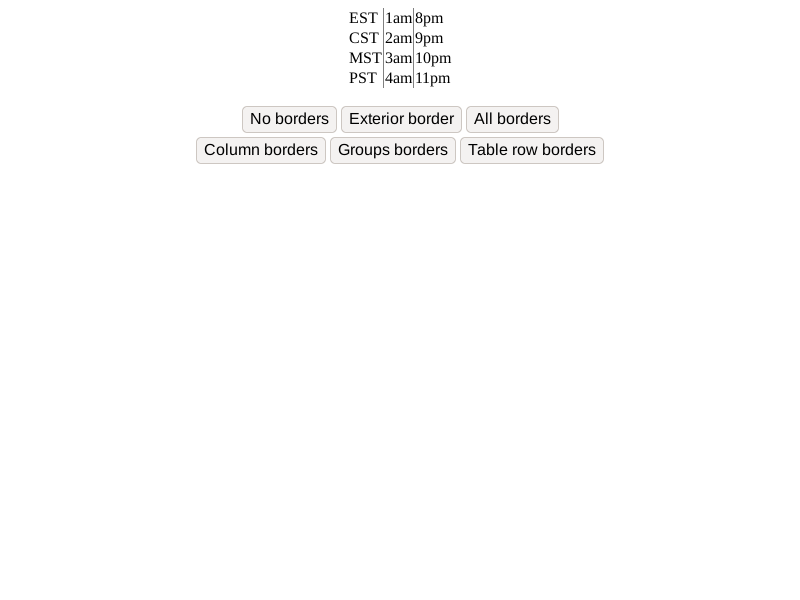 EST 1am 8pm
CST 2am 9pm
MST 3am 10pm
PST 4am 11pm
No borders Exterior border All borders
Column borders Groups borders Table row borders